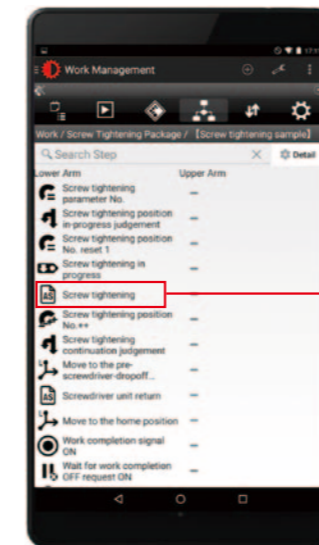 Work Management
Work / Screw Tightening Package / 【Screw tightening sample】
Search Step
Detail
Lower Arm Upper Arm
Screw tightening
parameter No.
Screw tightening position
in-progress judgement
Screw tightening position
No. reset 1
Screw tightening in
progress
AS
Screw tightening
Screw tightening position
No.**
Screw tightening
continuation judgement
Move to the pre-
screwdriver-dropoff...
AS
Screwdriver unit return
Move to the home position
Work completion signal
ON
Wait for work completion
OFF request ON